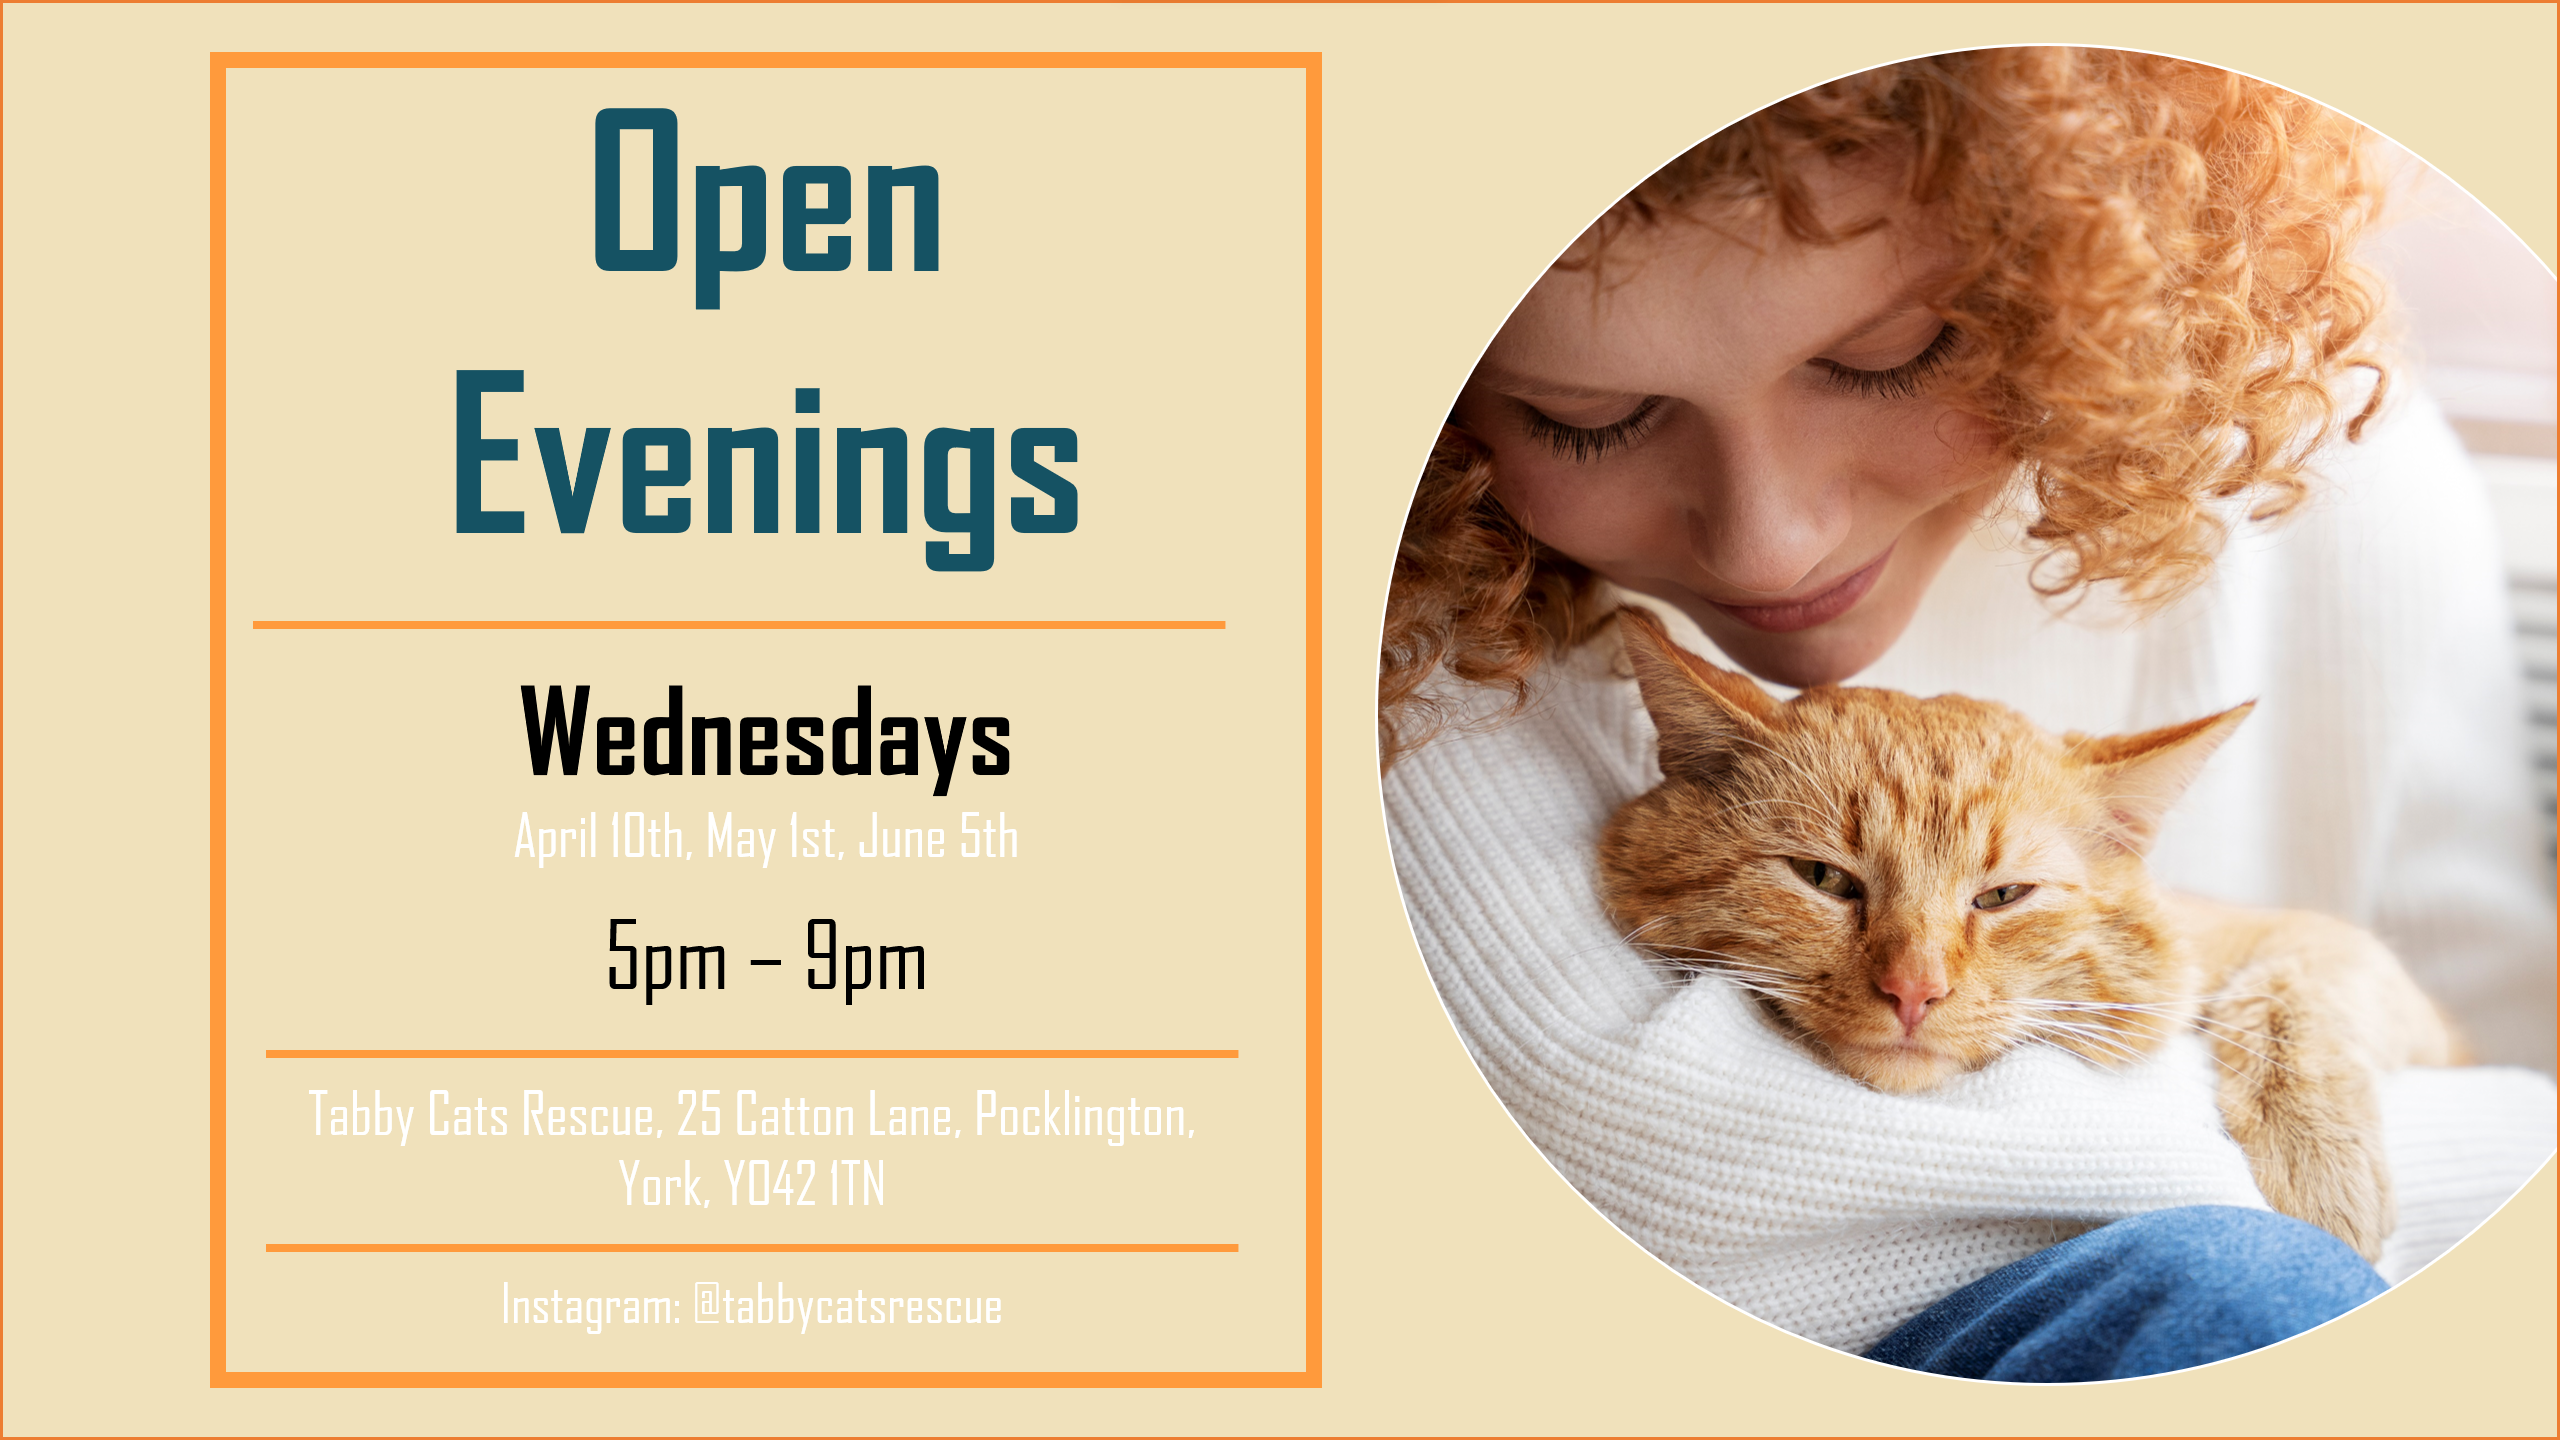 Open
Evenings
Wednesdays
April 10th, May 1st, June 5th
5pm – 9pm
Tabby Cats Rescue, 25 Catton Lane, Pocklington,
York, YO42 1TN
Instagram: @tabbycatsrescue